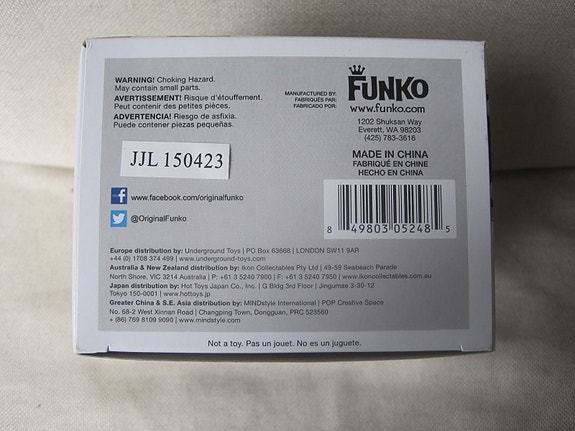 WARNING! Choking Hazard.
May contain small parts.
AVERTISSEMENT! Risque d'étouffement.
Peut contenir des petites pièces.
ADVERTENCIA! Riesgo de asfixia.
Puede contener piezas pequeñas.
MANUFACTURED BY:
FABRIQUÉS PAR:
FABRICADO POR:
FUNKO
www.funko.com
1202 Shuksan Way
Everett, WA 98203
(425) 783-3616
MADE IN CHINA
FABRIQUÉ EN CHINE
HECHO EN CHINA
JJL 150423
f www.facebook.com/originalfunko
@OriginalFunko
8 49803 05248 5
Europe distribution by: Underground Toys | PO Box 63668 | LONDON SW11 9AR
+44 (0) 1708 374 499 | www.underground-toys.com
Australia & New Zealand distribution by: Ikon Collectables Pty Ltd | 49-59 Seabeach Parade
North Shore, VIC 3214 Australia | P: +61 3 5240 7900 | F: +61 3 5240 7950 | www.ikoncollectables.com.au
Japan distribution by: Hot Toys Japan Co., Inc. | G Bldg 3rd Floor | Jingumae 3-30-12
Tokyo 150-0001 | www.hottoys.jp
Greater China & S.E. Asia distribution by: MINDstyle International | POP Creative Space
No. 68-2 West Xinnan Road | Changping Town, Dongguan, PRC 523560
+ (86) 769 8109 9090 | www.mindstyle.com
Not a toy. Pas un jouet. No es un juguete.